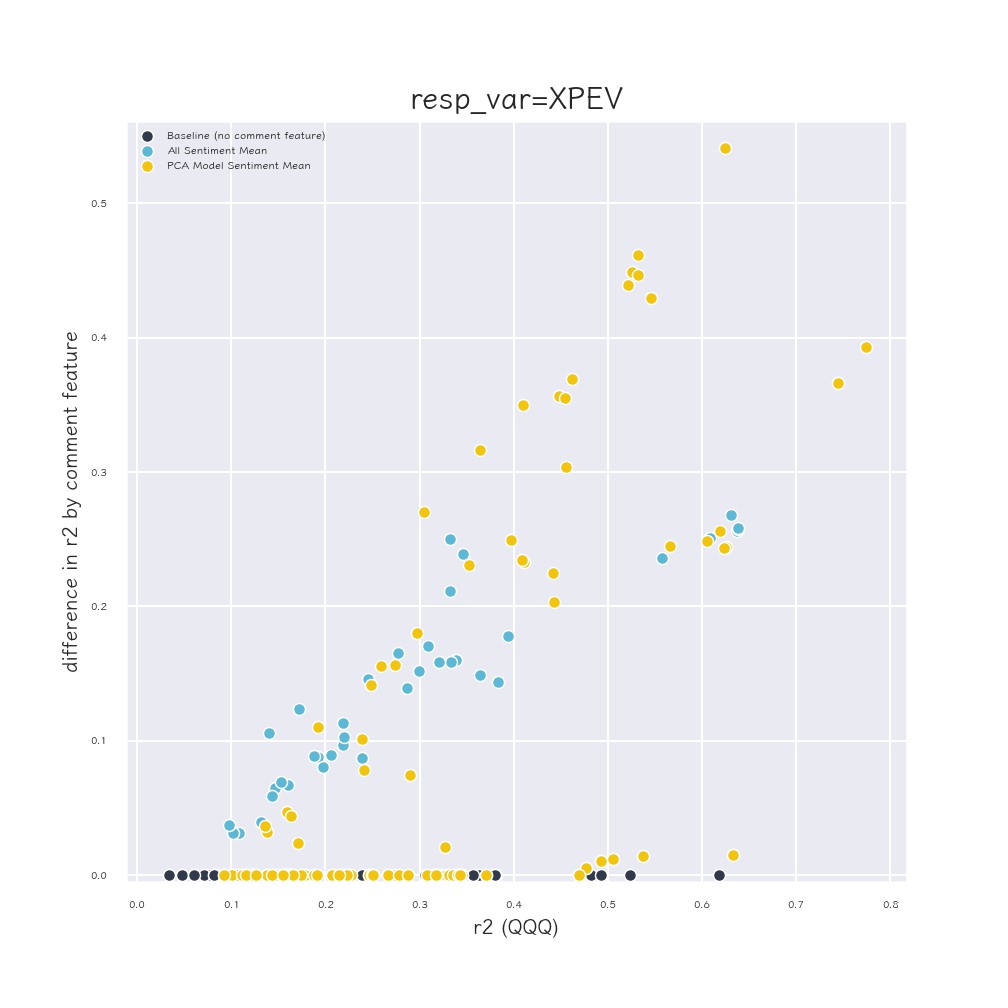 resp_var=XPEV
Baseline (no comment feature)
All Sentiment Mean
PCA Model Sentiment Mean
difference in r2 by comment feature
0.5
0.4
0.3
0.2
0.1
0.0
0.0 0.1 0.2 0.3 0.4 0.5 0.6 0.7 0.8
r2 (QQQ)